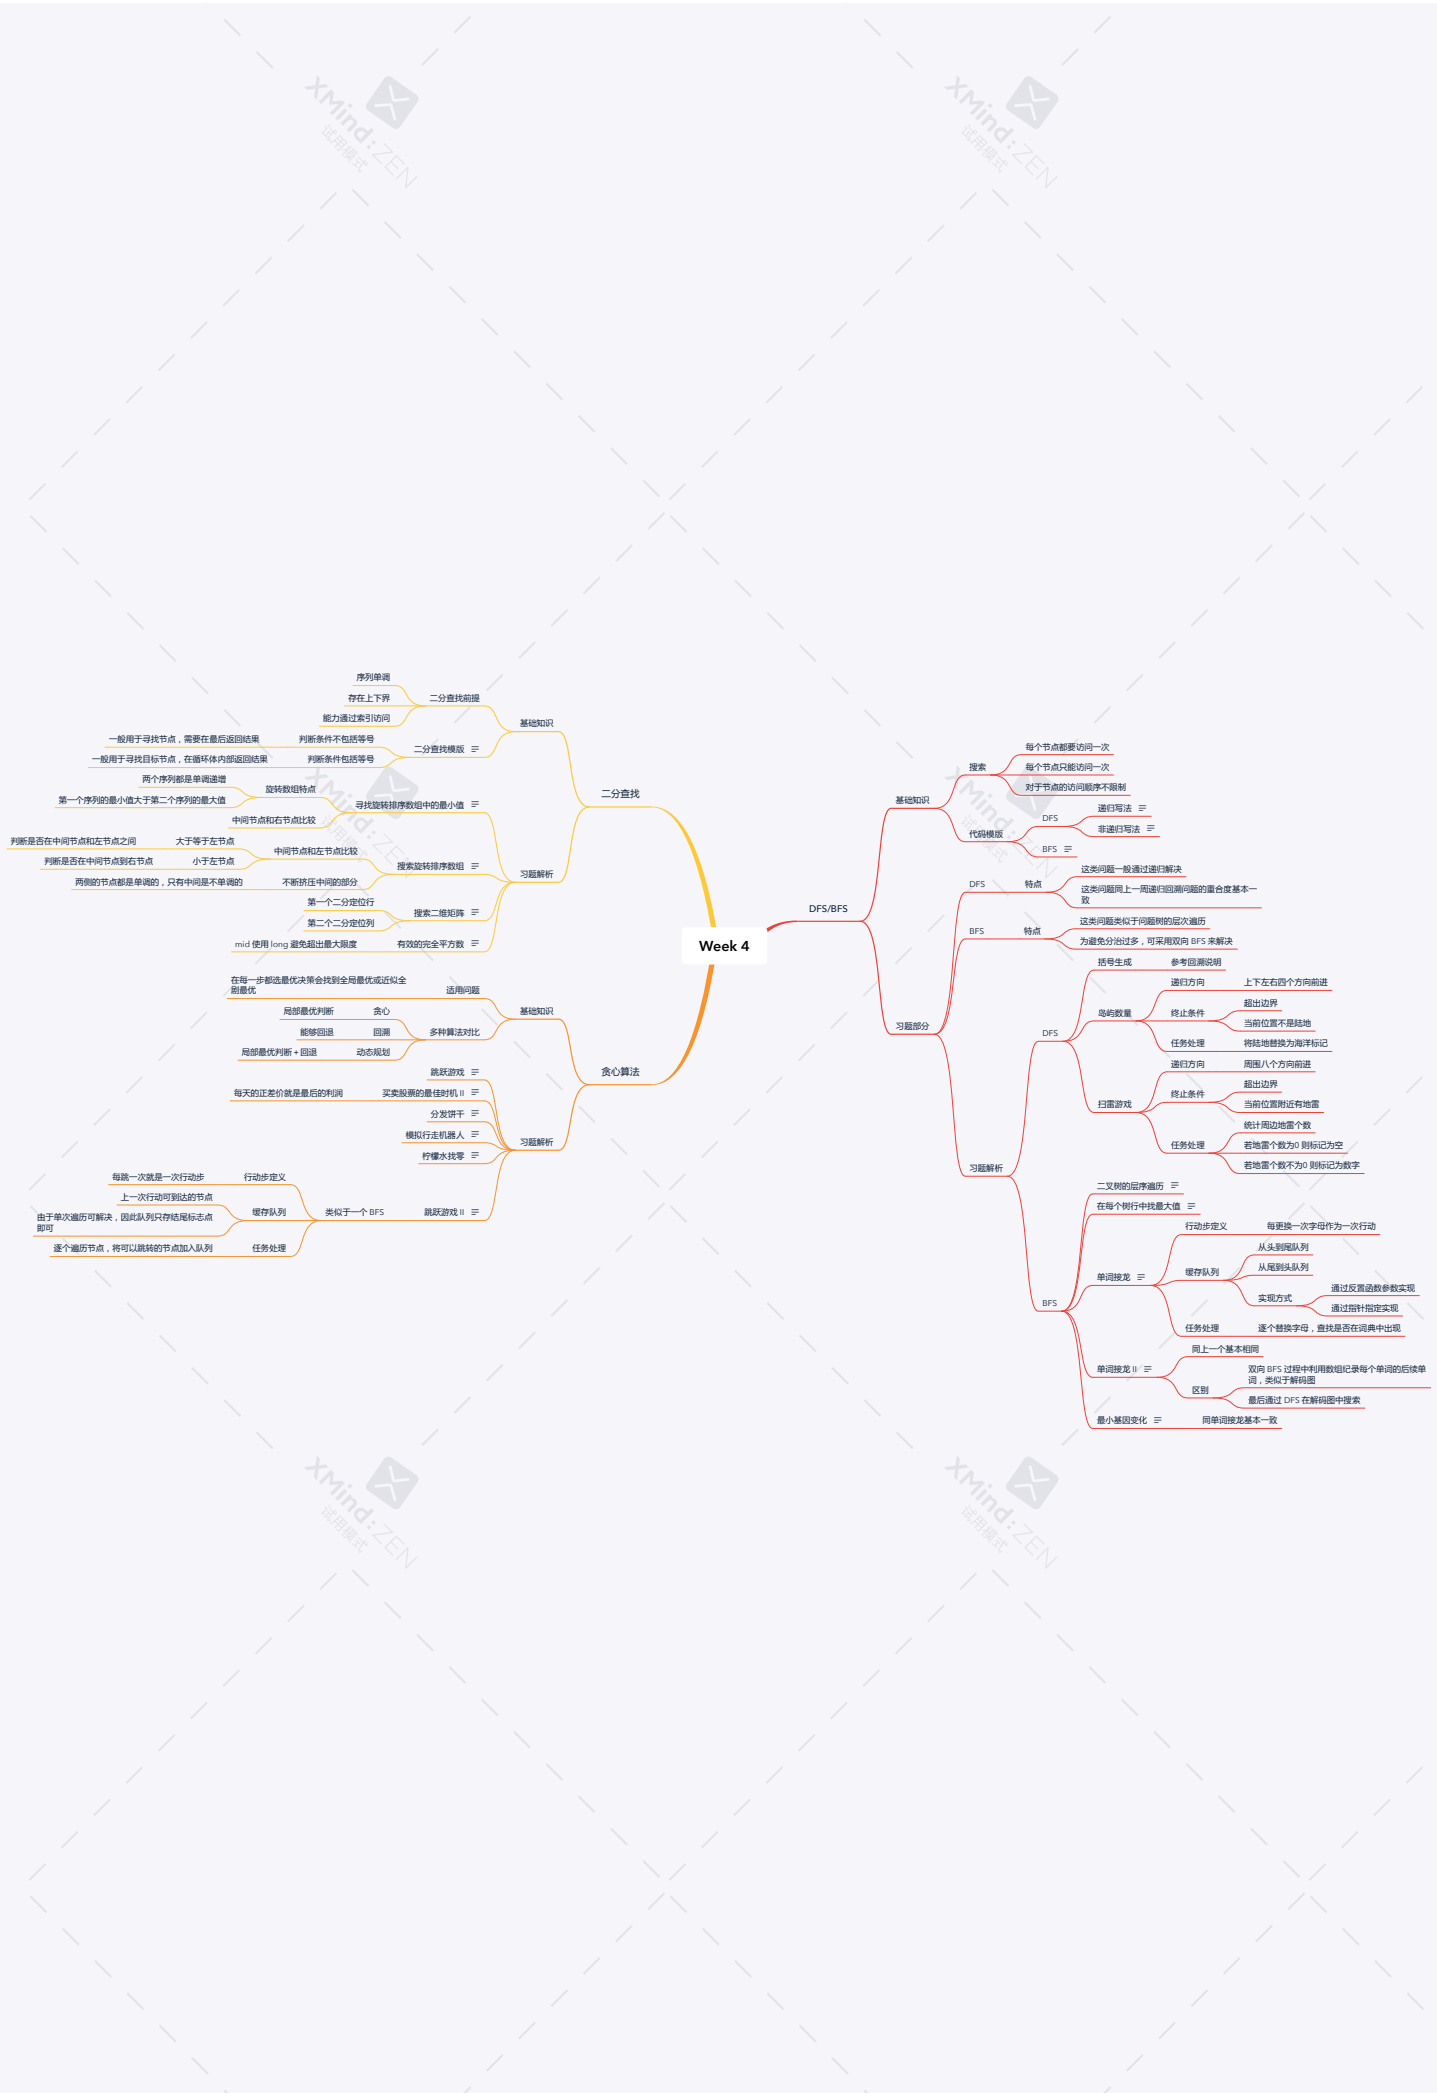 XMind:ZEN
试用模式
XMind:ZEN
试用模式
Week 4
二分查找
基础知识
二分查找前提
序列单调
存在上下界
能力通过索引访问
二分查找模版
判断条件不包括等号
一般用于寻找节点，需要在最后返回结果
判断条件包括等号
一般用于寻找目标节点，在循环体内部返回结果
习题解析
寻找旋转排序数组中的最小值
旋转数组特点
两个序列都是单调递增
第一个序列的最小值大于第二个序列的最大值
中间节点和右节点比较
搜索旋转排序数组
中间节点和左节点比较
大于等于左节点
判断是否在中间节点和左节点之间
小于左节点
判断是否在中间节点到右节点
不断挤压中间的部分
两侧的节点都是单调的，只有中间是不单调的
搜索二维矩阵
第一个二分定位行
第二个二分定位列
有效的完全平方数
mid 使用 long 避免超出最大限度
贪心算法
基础知识
适用问题
在每一步都选最优决策会找到全局最优或近似全
剧最优
多种算法对比
贪心
局部最优判断
回溯
能够回退
动态规划
局部最优判断 + 回退
习题解析
跳跃游戏
买卖股票的最佳时机 II
每天的正差价就是最后的利润
分发饼干
模拟行走机器人
柠檬水找零
跳跃游戏 II
类似于一个 BFS
行动步定义
每跳一次就是一次行动步
缓存队列
上一次行动可到达的节点
由于单次遍历可解决，因此队列只存结尾标志点
即可
任务处理
逐个遍历节点，将可以跳转的节点加入队列
DFS/BFS
基础知识
搜索
每个节点都要访问一次
每个节点只能访问一次
对于节点的访问顺序不限制
代码模版
DFS
递归写法
非递归写法
BFS
习题部分
DFS
特点
这类问题一般通过递归解决
这类问题同上一周递归回溯问题的重合度基本一
致
BFS
特点
这类问题类似于问题树的层次遍历
为避免分治过多，可采用双向 BFS 来解决
习题解析
DFS
括号生成
参考回溯说明
岛屿数量
递归方向
上下左右四个方向前进
终止条件
超出边界
当前位置不是陆地
任务处理
将陆地替换为海洋标记
扫雷游戏
递归方向
周围八个方向前进
终止条件
超出边界
当前位置附近有地雷
任务处理
统计周边地雷个数
若地雷个数为0 则标记为空
若地雷个数不为0 则标记为数字
BFS
二叉树的层序遍历
在每个树行中找最大值
单词接龙
行动步定义
每更换一次字母作为一次行动
缓存队列
从头到尾队列
从尾到头队列
实现方式
通过反置函数参数实现
通过指针指定实现
任务处理
逐个替换字母，查找是否在词典中出现
单词接龙 II
同上一个基本相同
区别
双向 BFS 过程中利用数组纪录每个单词的后续单
词，类似于解码图
最后通过 DFS 在解码图中搜索
最小基因变化
同单词接龙基本一致
XMind:ZEN
试用模式
XMind:ZEN
试用模式
XMind:ZEN
试用模式
XMind:ZEN
试用模式